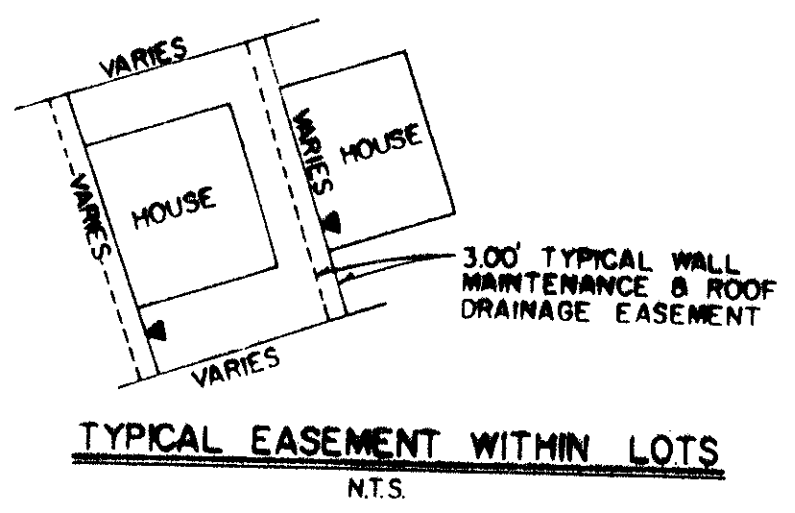 VARIES
VARIES
HOUSE
VARIES
HOUSE
3.00' TYPICAL WALL
MAINTENANCE & ROOF
DRAINAGE EASEMENT
VARIES
TYPICAL EASEMENT WITHIN LOTS
N.T.S.